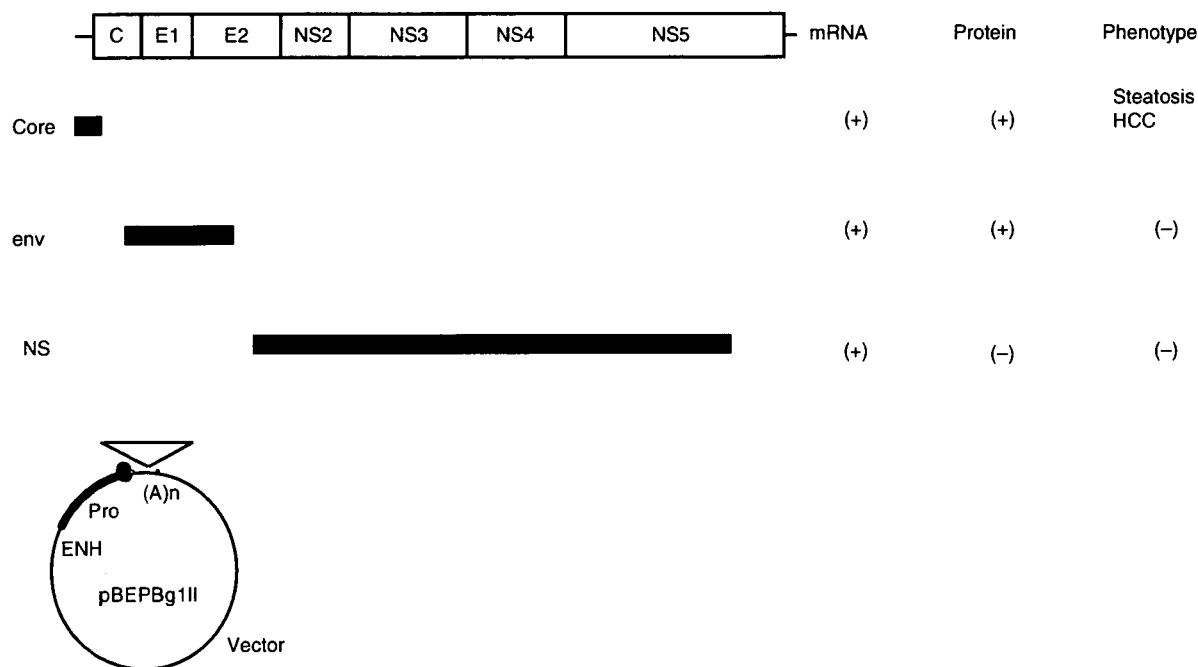 C E1 E2 NS2 NS3 NS4 NS5 mRNA Protein Phenotype
Core (+) (+) Steatosis
HCC
env (+) (+) (–)
NS (+) (–) (–)
(A)n
Pro
ENH
pBEPBg1II
Vector